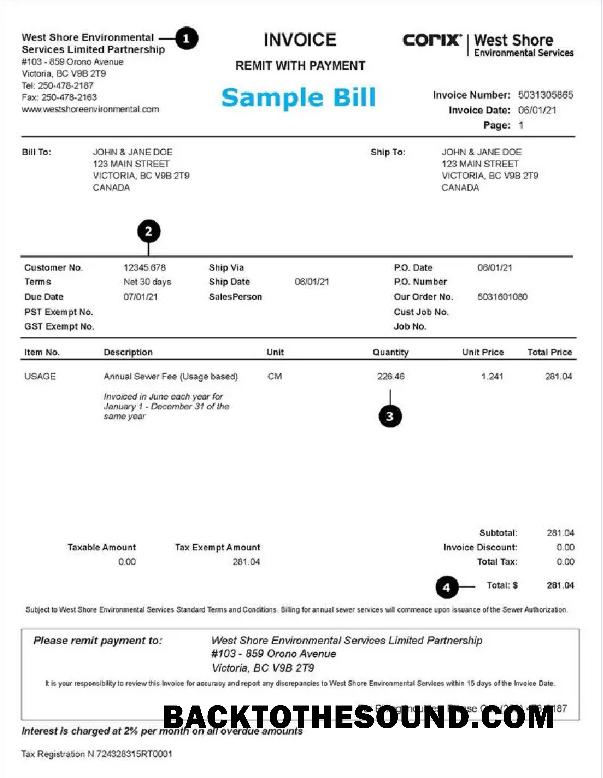 West Shore Environmental
Services Limited Partnership
#103 - 859 Orono Avenue
Victoria, BC V9B 2T9
Tel: 250-478-2187
Fax: 250-478-2163
www.westshoreenvironmental.com
1
INVOICE
REMIT WITH PAYMENT
Sample Bill
corix West Shore
Environmental Services
Invoice Number: 5031305865
Invoice Date: 06/01/21
Page: 1
Bill To: JOHN & JANE DOE
123 MAIN STREET
VICTORIA, BC V9B 2T9
CANADA
Ship To: JOHN & JANE DOE
123 MAIN STREET
VICTORIA, BC V9B 2T9
CANADA
2
Customer No. 12345.678 Ship Via P.O. Date 06/01/21
Terms Net 30 days Ship Date 06/01/21 P.O. Number
Due Date 07/01/21 SalesPerson Our Order No. 5031601080
PST Exempt No. Cust Job No.
GST Exempt No. Job No.
Item No. Description Unit Quantity Unit Price Total Price
USAGE Annual Sewer Fee (Usage based) CM 226.46 1.241 281.04
Invoiced in June each year for
January 1 - December 31 of the
same year
3
Subtotal: 281.04
Taxable Amount Tax Exempt Amount Invoice Discount: 0.00
0.00 281.04 Total Tax: 0.00
4 Total: $ 281.04
Subject to West Shore Environmental Services Standard Terms and Conditions. Billing for annual sewer services will commence upon issuance of the Sewer Authorization.
Please remit payment to: West Shore Environmental Services Limited Partnership
#103 - 859 Orono Avenue
Victoria, BC V9B 2T9
It is your responsibility to review this Invoice for accuracy and report any discrepancies to West Shore Environmental Services within 15 days of the Invoice Date.
BACKTOTHESOUND.COM
Interest is charged at 2% per month on all overdue amounts
Tax Registration N 724328315RT0001